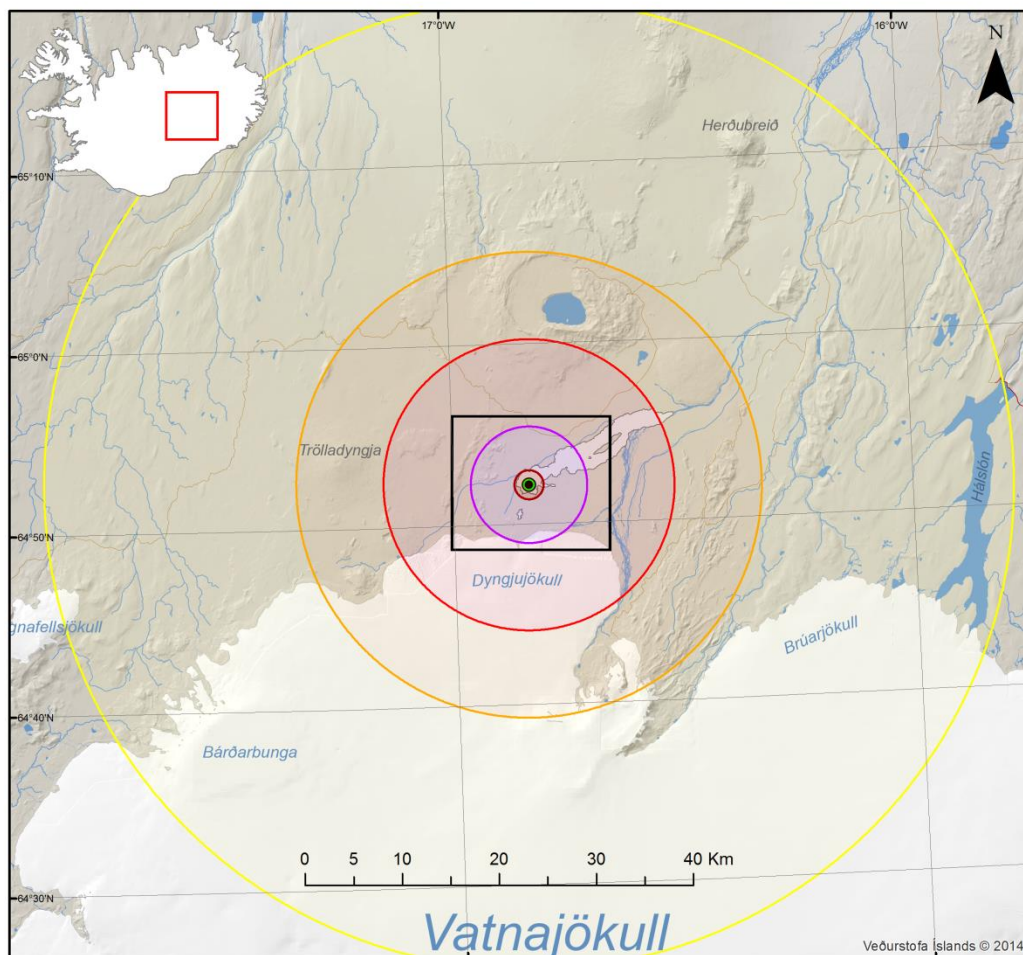 17°0'W
16°0'W
N
Herðubreið
65°10'N
65°0'N
Trölladyngja
Hálslón
64°50'N
Dyngjujökull
gnafellsjökull
Brúarjökull
64°40'N
Bárðarbunga
0 5 10 20 30 40 Km
64°30'N
Vatnajökull
Veðurstofa Íslands © 2014